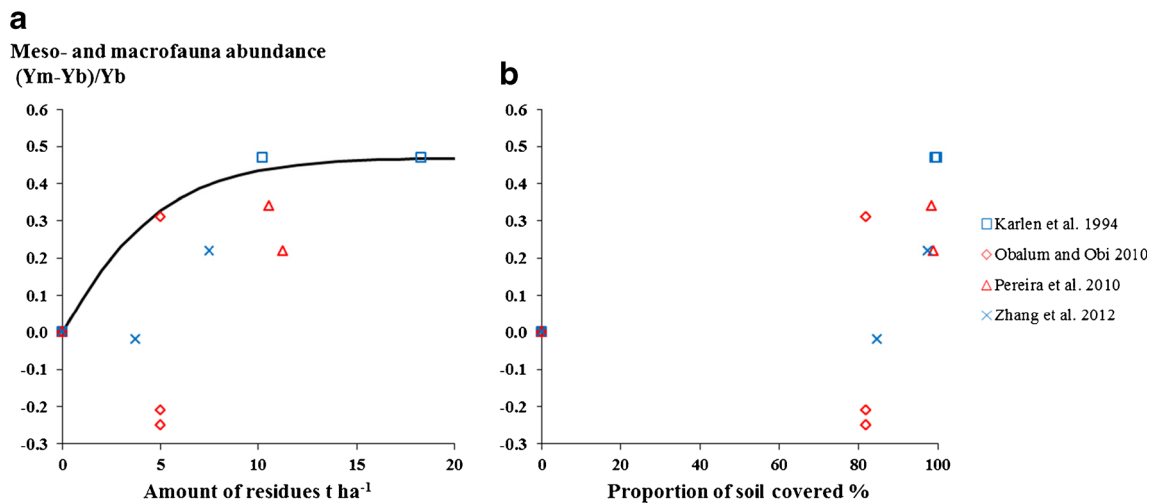 a
Meso- and macrofauna abundance
(Ym-Yb)/Yb
0.6
0.5
0.4
0.3
0.2
0.1
0.0
-0.1
-0.2
-0.3
0 5 10 15 20
Amount of residues t ha⁻¹
b
0.6
0.5
0.4
0.3
0.2
0.1
0.0
-0.1
-0.2
-0.3
0 20 40 60 80 100
Proportion of soil covered %
Karlen et al. 1994
Obalum and Obi 2010
Pereira et al. 2010
Zhang et al. 2012